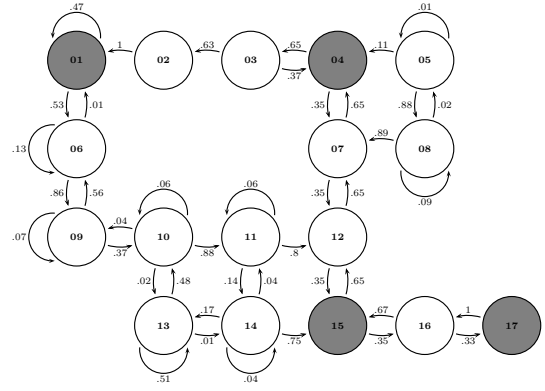 .47 .01
01 1 02 .63 03 .65 .37 04 .11 05
.53 .01 .35 .65 .88 .02
.13 06 07 .89 08
.86 .56 .06 .06 .35 .65 .09
.07 09 .04 .37 10 .88 11 .8 12
.02 .48 .14 .04 .35 .65
13 .17 .01 14 .75 15 .67 .35 16 1 .33 17
.51 .04